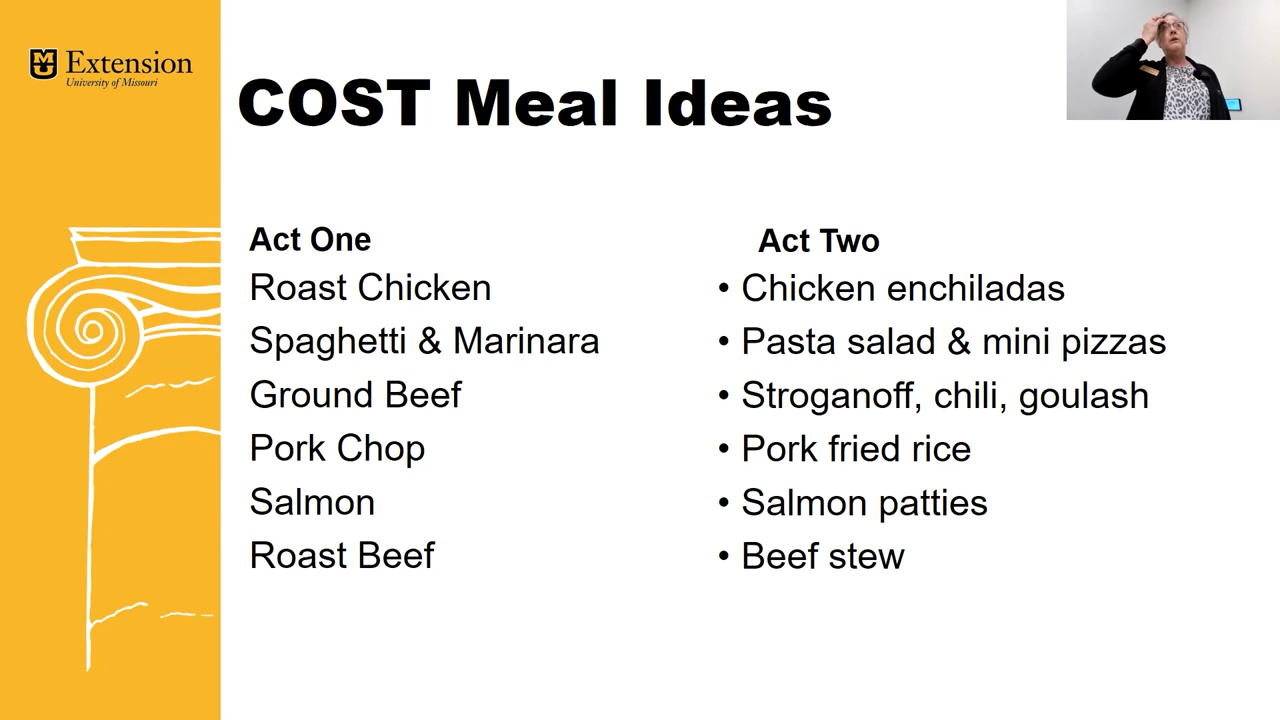 MU
Extension
University of Missouri
COST Meal Ideas
Act One
Roast Chicken
Spaghetti & Marinara
Ground Beef
Pork Chop
Salmon
Roast Beef
Act Two
• Chicken enchiladas
• Pasta salad & mini pizzas
• Stroganoff, chili, goulash
• Pork fried rice
• Salmon patties
• Beef stew